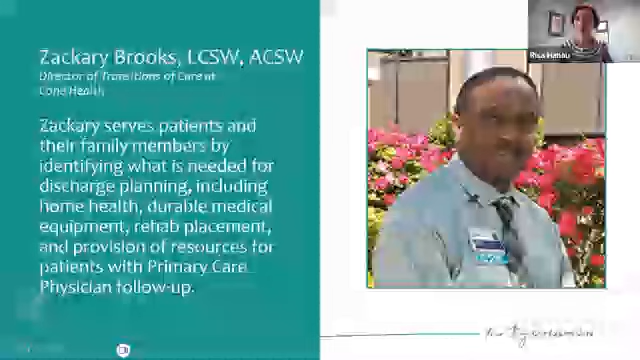 Zackary Brooks, LCSW, ACSW
Director of Transitions of Care at
Cone Health
Zackary serves patients and
their family members by
identifying what is needed for
discharge planning, including
home health, durable medical
equipment, rehab placement,
and provision of resources for
patients with Primary Care
Physician follow-up.